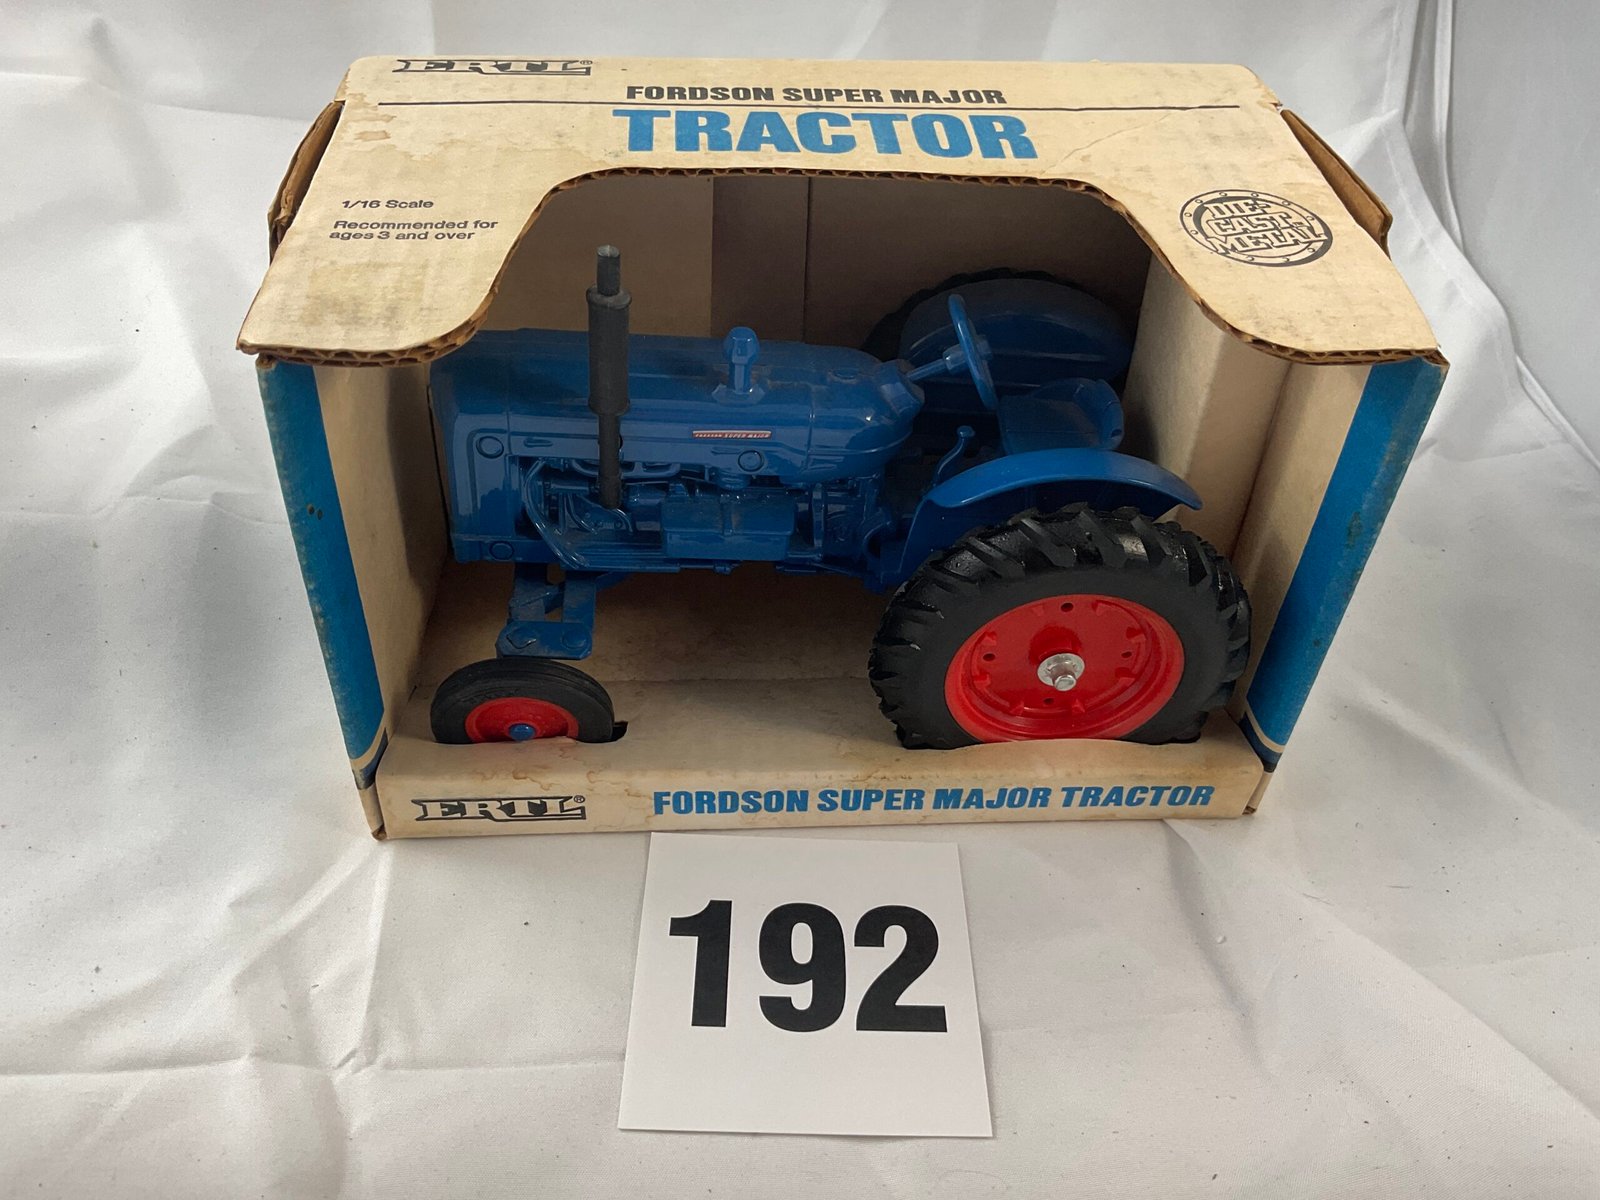 ERTL®
FORDSON SUPER MAJOR
TRACTOR
1/16 Scale
Recommended for
ages 3 and over
DIE-
CAST
METAL
FORDSON SUPER MAJOR
ERTL®
FORDSON SUPER MAJOR TRACTOR
192